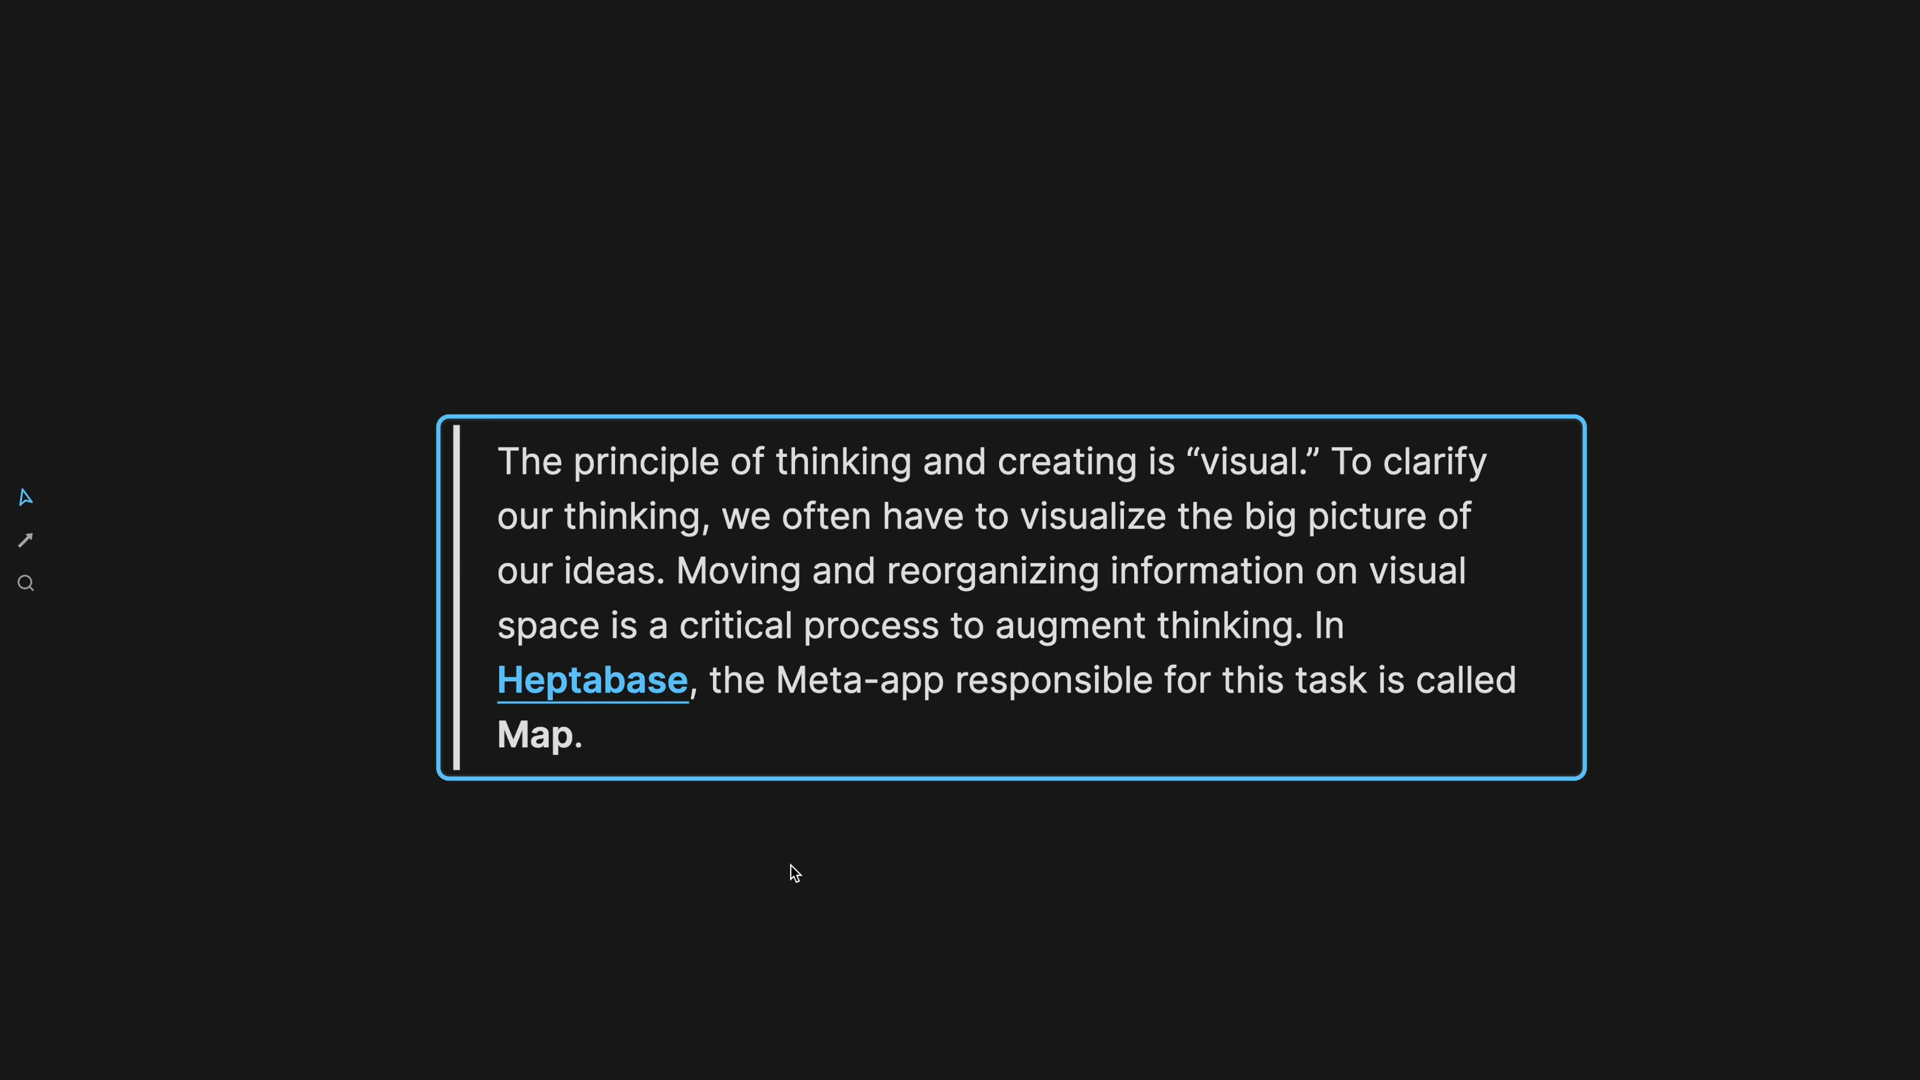 The principle of thinking and creating is “visual.” To clarify
our thinking, we often have to visualize the big picture of
our ideas. Moving and reorganizing information on visual
space is a critical process to augment thinking. In
Heptabase, the Meta-app responsible for this task is called
Map.